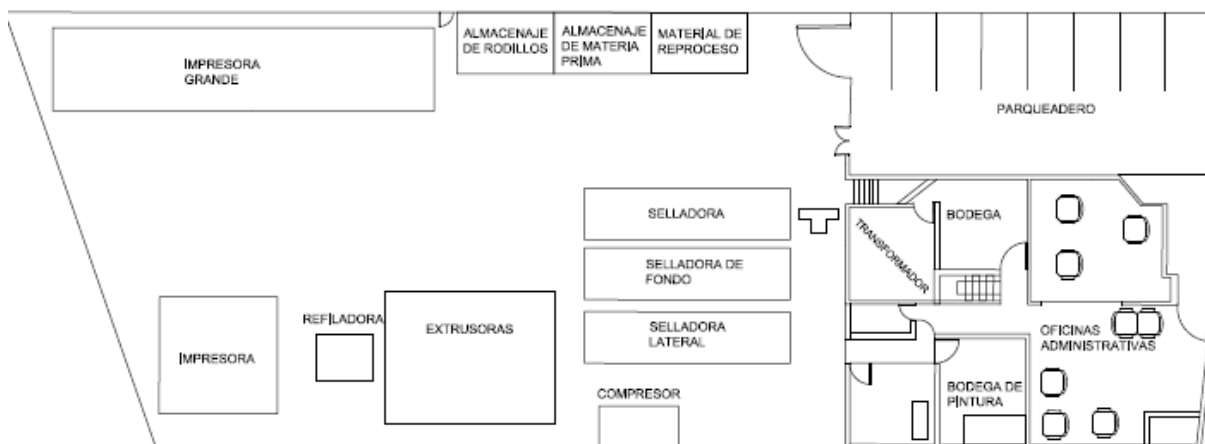 IMPRESORA
GRANDE
ALMACENAJE
DE RODILLOS
ALMACENAJE
DE MATERIA
PRIMA
MATERIAL DE
REPROCESO
PARQUEADERO
SELLADORA
SELLADORA DE
FONDO
SELLADORA
LATERAL
TRANSFORMADOR
BODEGA
IMPRESORA
REFILADORA
EXTRUSORAS
COMPRESOR
OFICINAS
ADMINISTRATIVAS
BODEGA DE
PINTURA